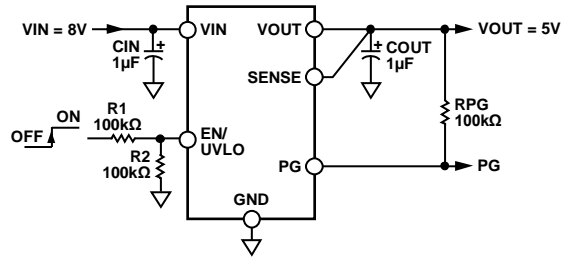 VIN = 8V
CIN
1µF
+
VIN
VOUT
SENSE
EN/
UVLO
PG
GND
+
COUT
1µF
VOUT = 5V
RPG
100kΩ
PG
ON
OFF
R1
100kΩ
R2
100kΩ